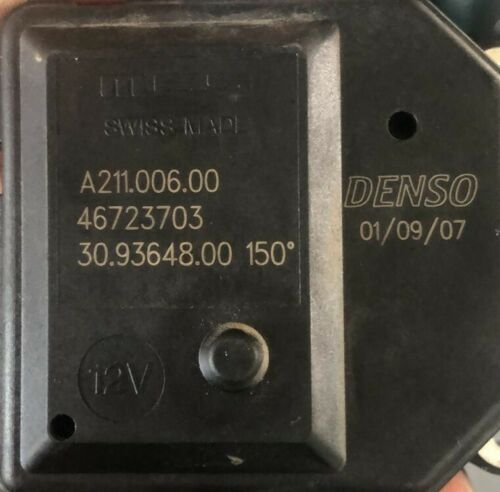 SWISS MADE
A211.006.00
46723703
30.93648.00 150°
12V
DENSO
01/09/07